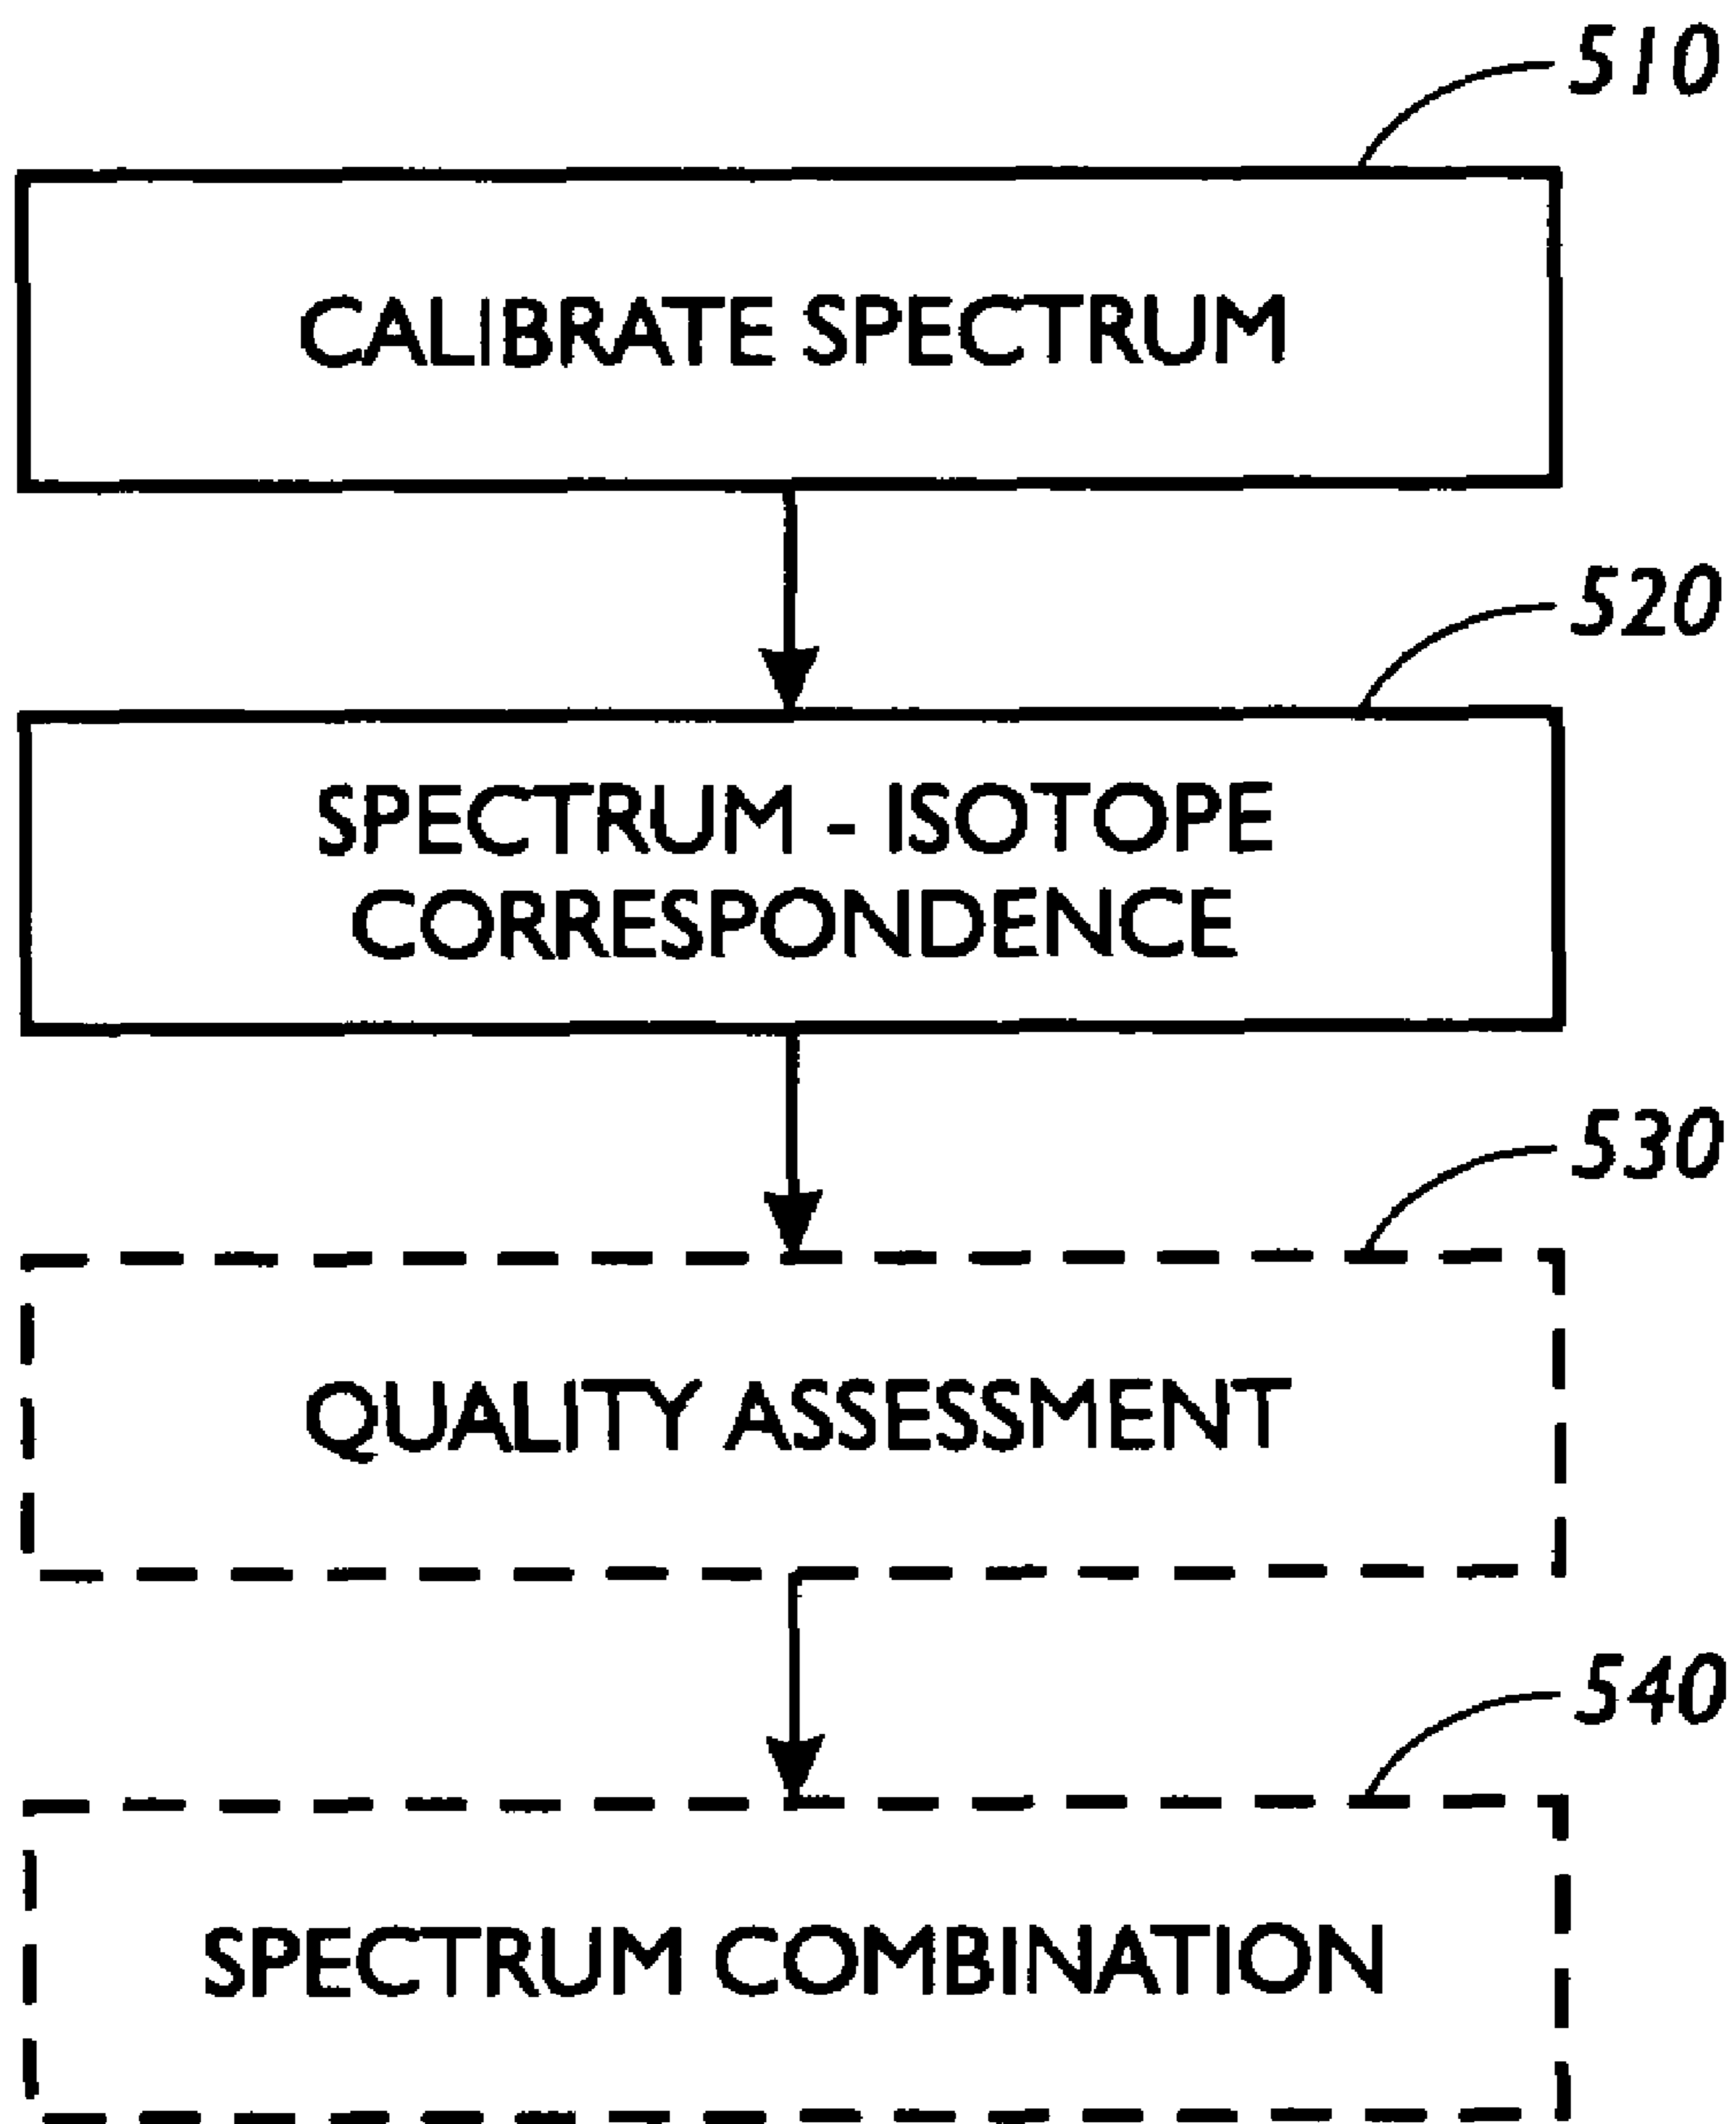 510
CALIBRATE SPECTRUM
520
SPECTRUM - ISOTOPE
CORRESPONDENCE
530
QUALITY ASSESSMENT
540
SPECTRUM COMBINATION